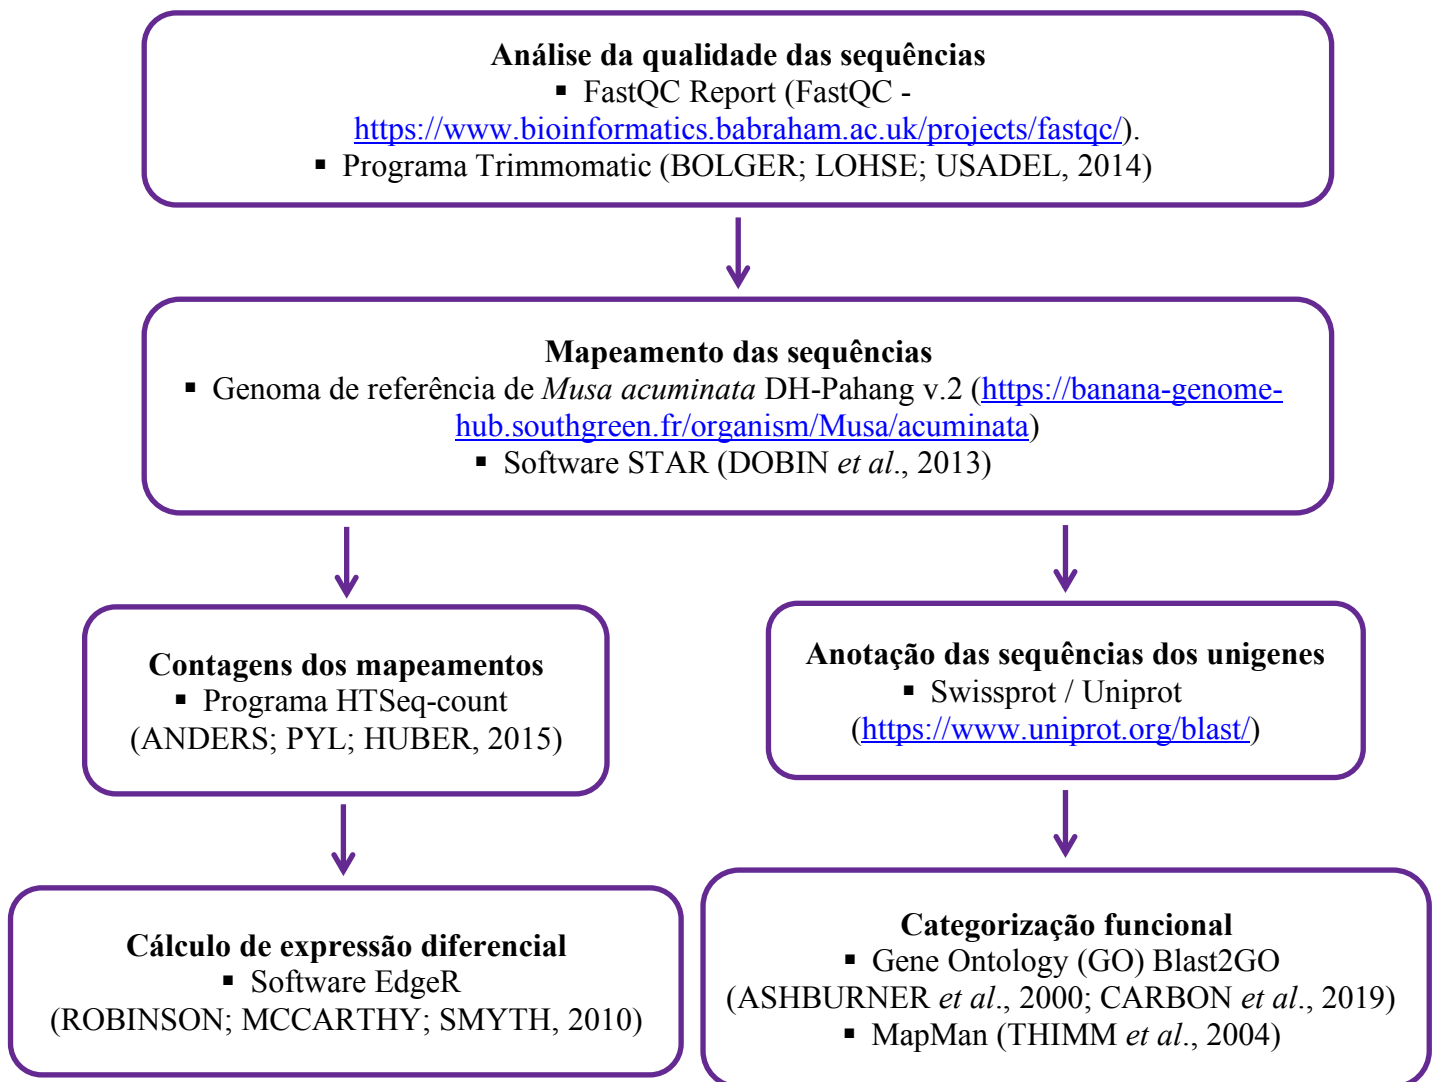 Análise da qualidade das sequências
▪ FastQC Report (FastQC -
https://www.bioinformatics.babraham.ac.uk/projects/fastqc/).
▪ Programa Trimmomatic (BOLGER; LOHSE; USADEL, 2014)
Mapeamento das sequências
▪ Genoma de referência de Musa acuminata DH-Pahang v.2 (https://banana-genome-
hub.southgreen.fr/organism/Musa/acuminata)
▪ Software STAR (DOBIN et al., 2013)
Contagens dos mapeamentos
▪ Programa HTSeq-count
(ANDERS; PYL; HUBER, 2015)
Anotação das sequências dos unigenes
▪ Swissprot / Uniprot
(https://www.uniprot.org/blast/)
Cálculo de expressão diferencial
▪ Software EdgeR
(ROBINSON; MCCARTHY; SMYTH, 2010)
Categorização funcional
▪ Gene Ontology (GO) Blast2GO
(ASHBURNER et al., 2000; CARBON et al., 2019)
▪ MapMan (THIMM et al., 2004)